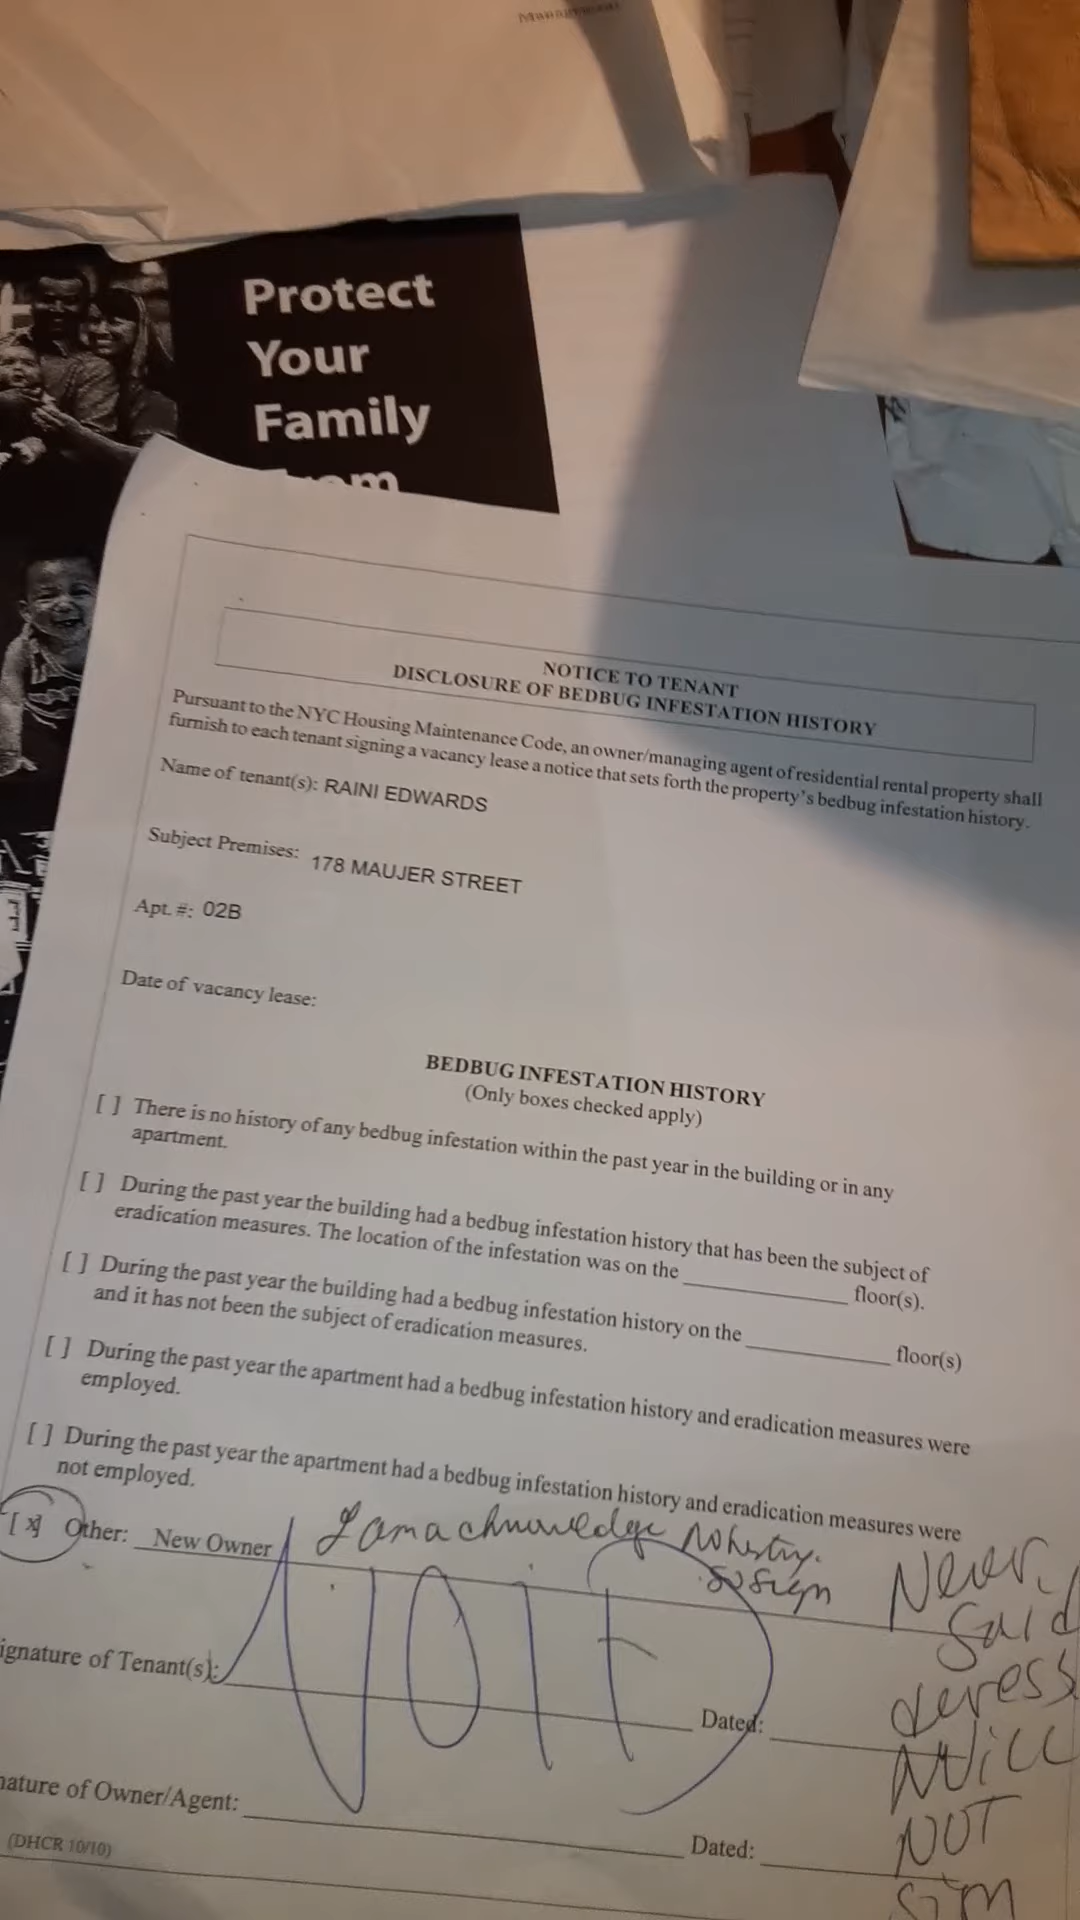 Management
Protect
Your
Family
from
NOTICE TO TENANT
DISCLOSURE OF BEDBUG INFESTATION HISTORY
Pursuant to the NYC Housing Maintenance Code, an owner/managing agent of residential rental property shall
furnish to each tenant signing a vacancy lease a notice that sets forth the property's bedbug infestation history.
Name of tenant(s): RAINI EDWARDS
Subject Premises: 178 MAUJER STREET
Apt. #: 02B
Date of vacancy lease:
BEDBUG INFESTATION HISTORY
(Only boxes checked apply)
[ ] There is no history of any bedbug infestation within the past year in the building or in any
apartment.
[ ] During the past year the building had a bedbug infestation history that has been the subject of
eradication measures. The location of the infestation was on the ____ floor(s).
[ ] During the past year the building had a bedbug infestation history on the ____ floor(s)
and it has not been the subject of eradication measures.
[ ] During the past year the apartment had a bedbug infestation history and eradication measures were
employed.
[ ] During the past year the apartment had a bedbug infestation history and eradication measures were
not employed.
[x] Other: New Owner
I am acknowledge
sosign
VOID
Never
Said
deress
Will
NOT
ignature of Tenant(s):
Dated:
nature of Owner/Agent:
Dated:
(DHCR 10/10)